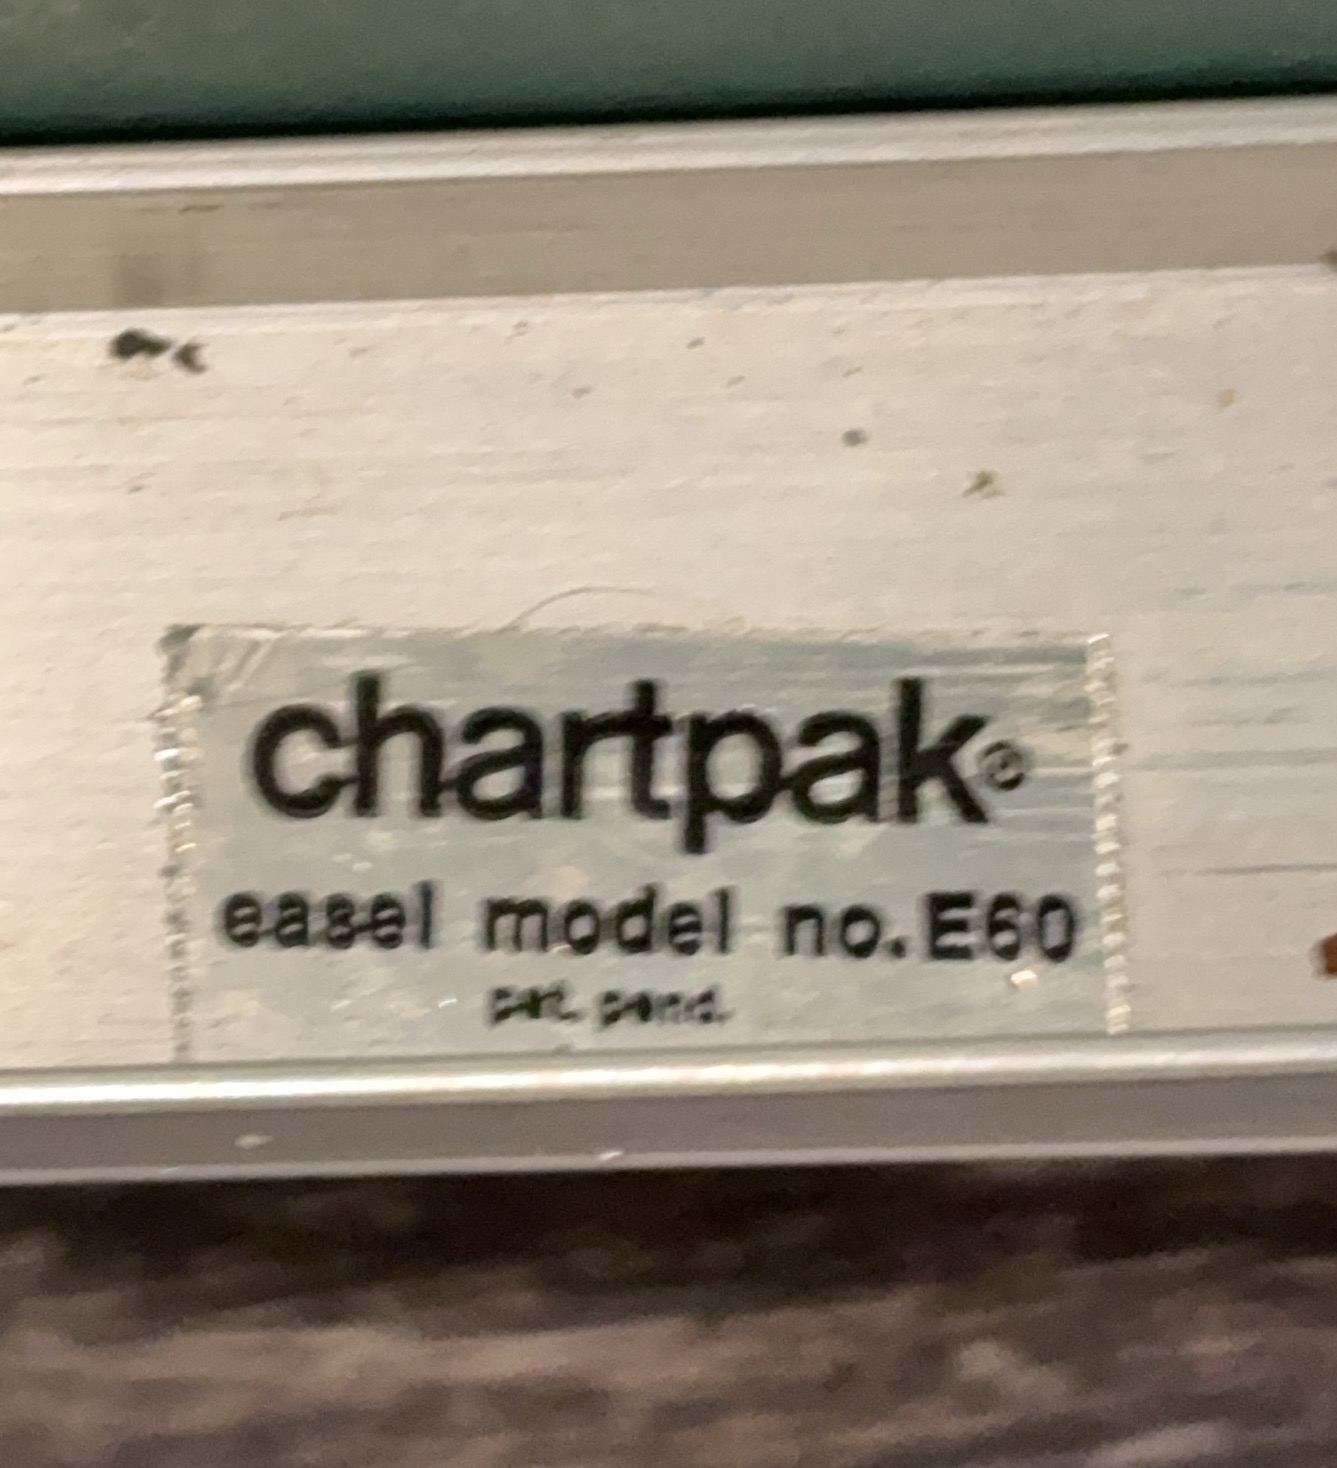 chartpak®
easel model no. E60
pat. pend.